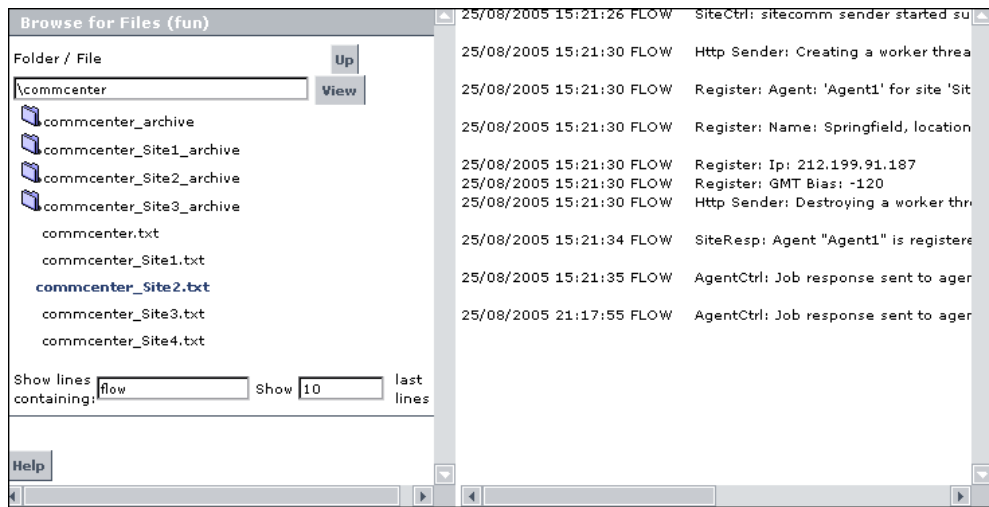 Browse for Files (fun)
Folder / File
Up
\commcenter
View
commcenter_archive
commcenter_Site1_archive
commcenter_Site2_archive
commcenter_Site3_archive
commcenter.txt
commcenter_Site1.txt
commcenter_Site2.txt
commcenter_Site3.txt
commcenter_Site4.txt
Show lines containing: flow Show 10 last lines
Help
25/08/2005 15:21:26 FLOW SiteCtrl: sitecomm sender started su
25/08/2005 15:21:30 FLOW Http Sender: Creating a worker threa
25/08/2005 15:21:30 FLOW Register: Agent: 'Agent1' for site 'Sit
25/08/2005 15:21:30 FLOW Register: Name: Springfield, location
25/08/2005 15:21:30 FLOW Register: Ip: 212.199.91.187
25/08/2005 15:21:30 FLOW Register: GMT Bias: -120
25/08/2005 15:21:30 FLOW Http Sender: Destroying a worker thr
25/08/2005 15:21:34 FLOW SiteResp: Agent "Agent1" is registere
25/08/2005 15:21:35 FLOW AgentCtrl: Job response sent to ager
25/08/2005 21:17:55 FLOW AgentCtrl: Job response sent to ager